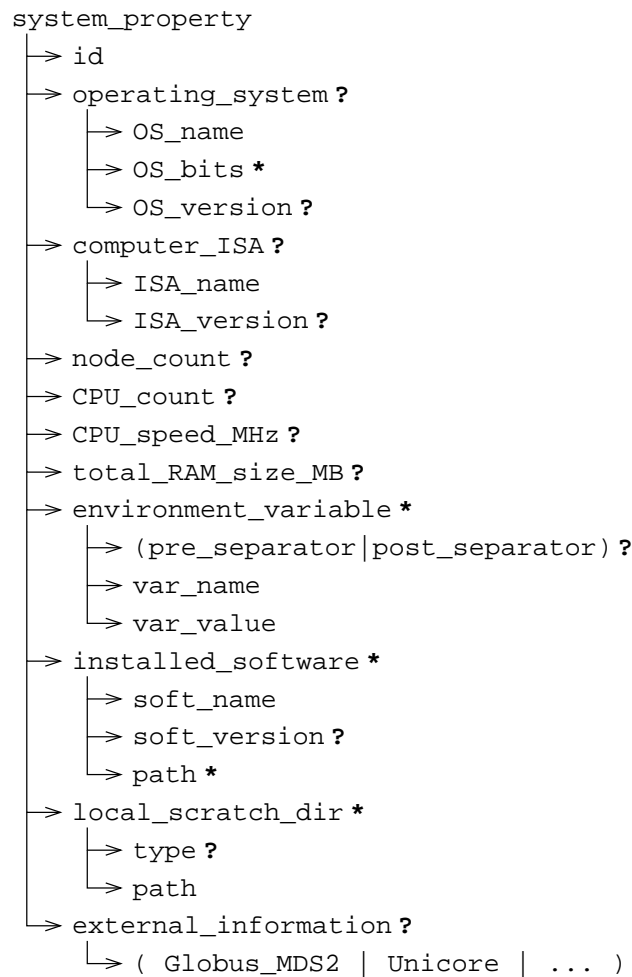 system_property
id
operating_system ?
OS_name
OS_bits *
OS_version ?
computer_ISA ?
ISA_name
ISA_version ?
node_count ?
CPU_count ?
CPU_speed_MHz ?
total_RAM_size_MB ?
environment_variable *
(pre_separator|post_separator) ?
var_name
var_value
installed_software *
soft_name
soft_version ?
path *
local_scratch_dir *
type ?
path
external_information ?
( Globus_MDS2 | Unicore | ... )